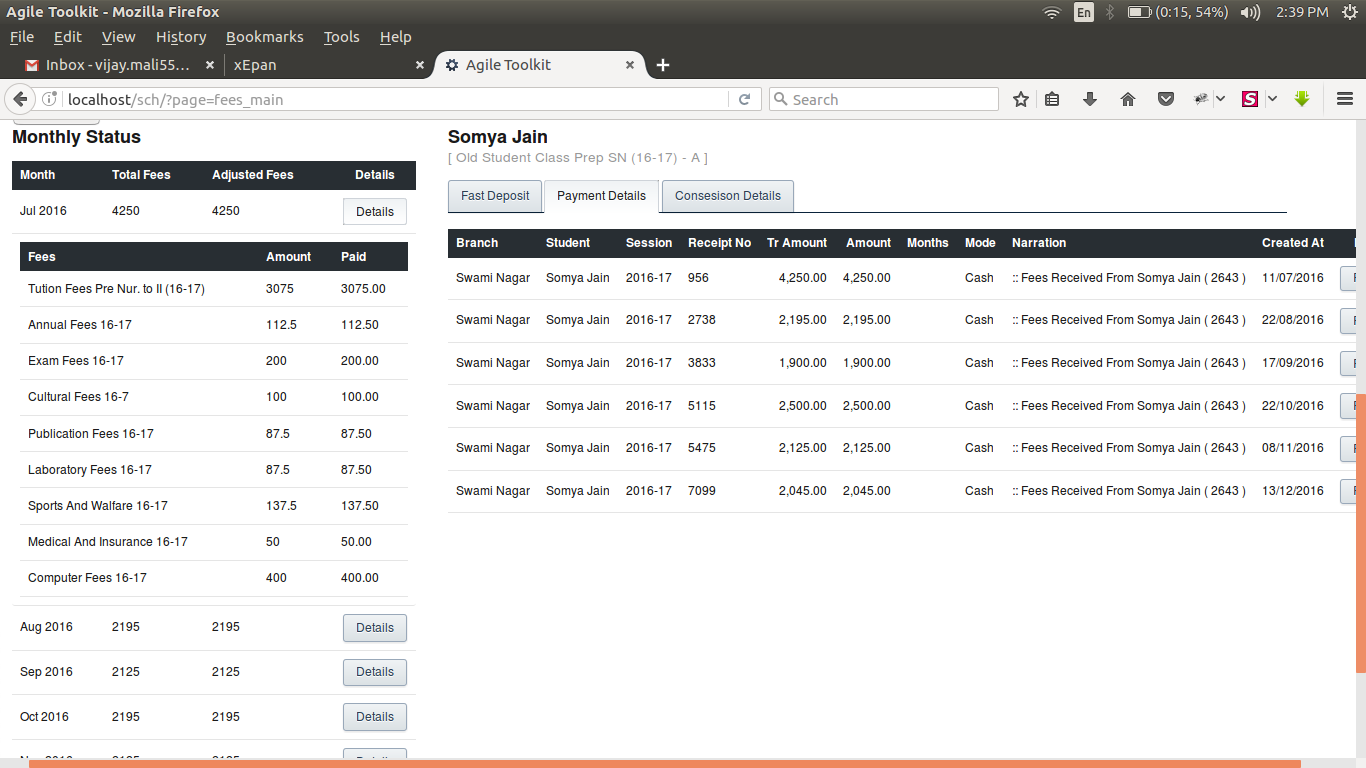 Agile Toolkit - Mozilla Firefox
En (0:15, 54%) 2:39 PM
File Edit View History Bookmarks Tools Help
Inbox - vijay.mali55... × xEpan × Agile Toolkit ×
localhost/sch/?page=fees_main Search
Monthly Status
Month Total Fees Adjusted Fees Details
Jul 2016 4250 4250 Details
Fees Amount Paid
Tution Fees Pre Nur. to II (16-17) 3075 3075.00
Annual Fees 16-17 112.5 112.50
Exam Fees 16-17 200 200.00
Cultural Fees 16-7 100 100.00
Publication Fees 16-17 87.5 87.50
Laboratory Fees 16-17 87.5 87.50
Sports And Walfare 16-17 137.5 137.50
Medical And Insurance 16-17 50 50.00
Computer Fees 16-17 400 400.00
Aug 2016 2195 2195 Details
Sep 2016 2125 2125 Details
Oct 2016 2195 2195 Details
Somya Jain
[ Old Student Class Prep SN (16-17) - A ]
Fast Deposit Payment Details Consesison Details
Branch Student Session Receipt No Tr Amount Amount Months Mode Narration Created At
Swami Nagar Somya Jain 2016-17 956 4,250.00 4,250.00 Cash :: Fees Received From Somya Jain ( 2643 ) 11/07/2016
Swami Nagar Somya Jain 2016-17 2738 2,195.00 2,195.00 Cash :: Fees Received From Somya Jain ( 2643 ) 22/08/2016
Swami Nagar Somya Jain 2016-17 3833 1,900.00 1,900.00 Cash :: Fees Received From Somya Jain ( 2643 ) 17/09/2016
Swami Nagar Somya Jain 2016-17 5115 2,500.00 2,500.00 Cash :: Fees Received From Somya Jain ( 2643 ) 22/10/2016
Swami Nagar Somya Jain 2016-17 5475 2,125.00 2,125.00 Cash :: Fees Received From Somya Jain ( 2643 ) 08/11/2016
Swami Nagar Somya Jain 2016-17 7099 2,045.00 2,045.00 Cash :: Fees Received From Somya Jain ( 2643 ) 13/12/2016